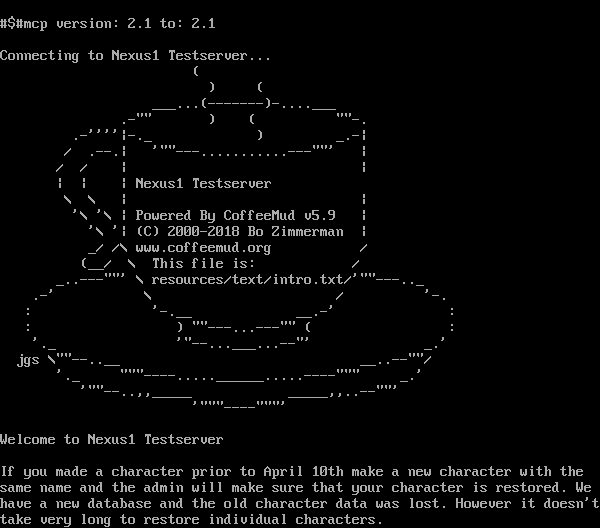 #$#mcp version: 2.1 to: 2.1
Connecting to Nexus1 Testserver...
Nexus1 Testserver
Powered By CoffeeMud v5.9
(C) 2000-2018 Bo Zimmerman
www.coffeemud.org
This file is:
resources/text/intro.txt
jgs
Welcome to Nexus1 Testserver
If you made a character prior to April 10th make a new character with the
same name and the admin will make sure that your character is restored. We
have a new database and the old character data was lost. However it doesn't
take very long to restore individual characters.